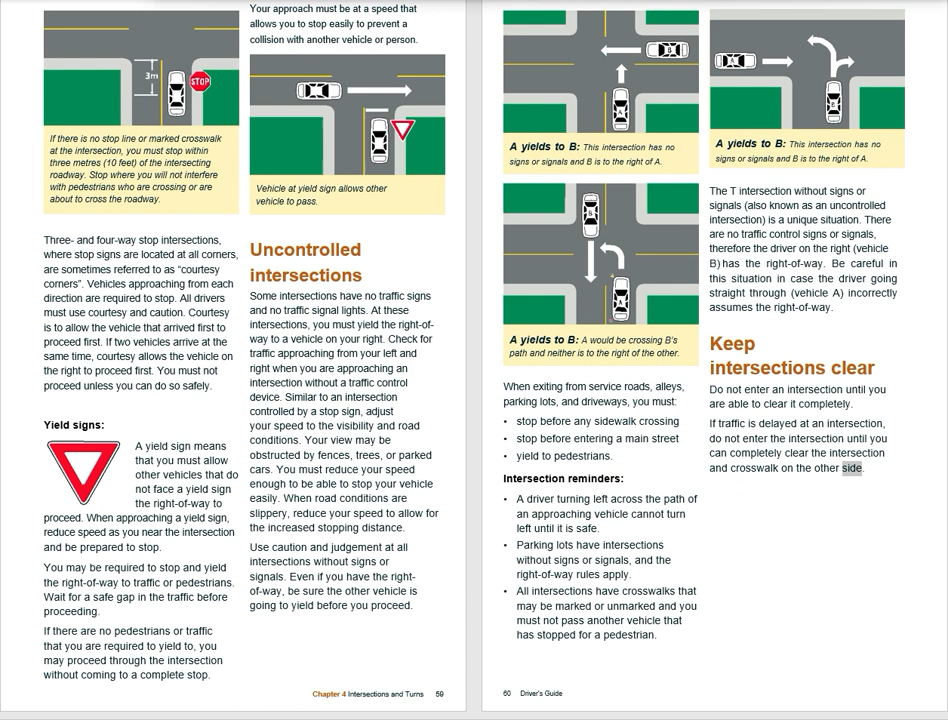 3m
STOP
If there is no stop line or marked crosswalk
at the intersection, you must stop within
three metres (10 feet) of the intersecting
roadway. Stop where you will not interfere
with pedestrians who are crossing or are
about to cross the roadway.
Three- and four-way stop intersections,
where stop signs are located at all corners,
are sometimes referred to as “courtesy
corners”. Vehicles approaching from each
direction are required to stop. All drivers
must use courtesy and caution. Courtesy
is to allow the vehicle that arrived first to
proceed first. If two vehicles arrive at the
same time, courtesy allows the vehicle on
the right to proceed first. You must not
proceed unless you can do so safely.
Yield signs:
A yield sign means
that you must allow
other vehicles that do
not face a yield sign
the right-of-way to
proceed. When approaching a yield sign,
reduce speed as you near the intersection
and be prepared to stop.
You may be required to stop and yield
the right-of-way to traffic or pedestrians.
Wait for a safe gap in the traffic before
proceeding.
If there are no pedestrians or traffic
that you are required to yield to, you
may proceed through the intersection
without coming to a complete stop.
Your approach must be at a speed that
allows you to stop easily to prevent a
collision with another vehicle or person.
Vehicle at yield sign allows other
vehicle to pass.
Uncontrolled
intersections
Some intersections have no traffic signs
and no traffic signal lights. At these
intersections, you must yield the right-of-
way to a vehicle on your right. Check for
traffic approaching from your left and
right when you are approaching an
intersection without a traffic control
device. Similar to an intersection
controlled by a stop sign, adjust
your speed to the visibility and road
conditions. Your view may be
obstructed by fences, trees, or parked
cars. You must reduce your speed
enough to be able to stop your vehicle
easily. When road conditions are
slippery, reduce your speed to allow for
the increased stopping distance.
Use caution and judgement at all
intersections without signs or
signals. Even if you have the right-
of-way, be sure the other vehicle is
going to yield before you proceed.
Chapter 4 Intersections and Turns 59
B
A
A yields to B: This intersection has no
signs or signals and B is to the right of A.
B
A
A yields to B: A would be crossing B's
path and neither is to the right of the other.
When exiting from service roads, alleys,
parking lots, and driveways, you must:
• stop before any sidewalk crossing
• stop before entering a main street
• yield to pedestrians.
Intersection reminders:
• A driver turning left across the path of
an approaching vehicle cannot turn
left until it is safe.
• Parking lots have intersections
without signs or signals, and the
right-of-way rules apply.
• All intersections have crosswalks that
may be marked or unmarked and you
must not pass another vehicle that
has stopped for a pedestrian.
A
B
A yields to B: This intersection has no
signs or signals and B is to the right of A.
The T intersection without signs or
signals (also known as an uncontrolled
intersection) is a unique situation. There
are no traffic control signs or signals,
therefore the driver on the right (vehicle
B) has the right-of-way. Be careful in
this situation in case the driver going
straight through (vehicle A) incorrectly
assumes the right-of-way.
Keep
intersections clear
Do not enter an intersection until you
are able to clear it completely.
If traffic is delayed at an intersection,
do not enter the intersection until you
can completely clear the intersection
and crosswalk on the other side.
60 Driver's Guide